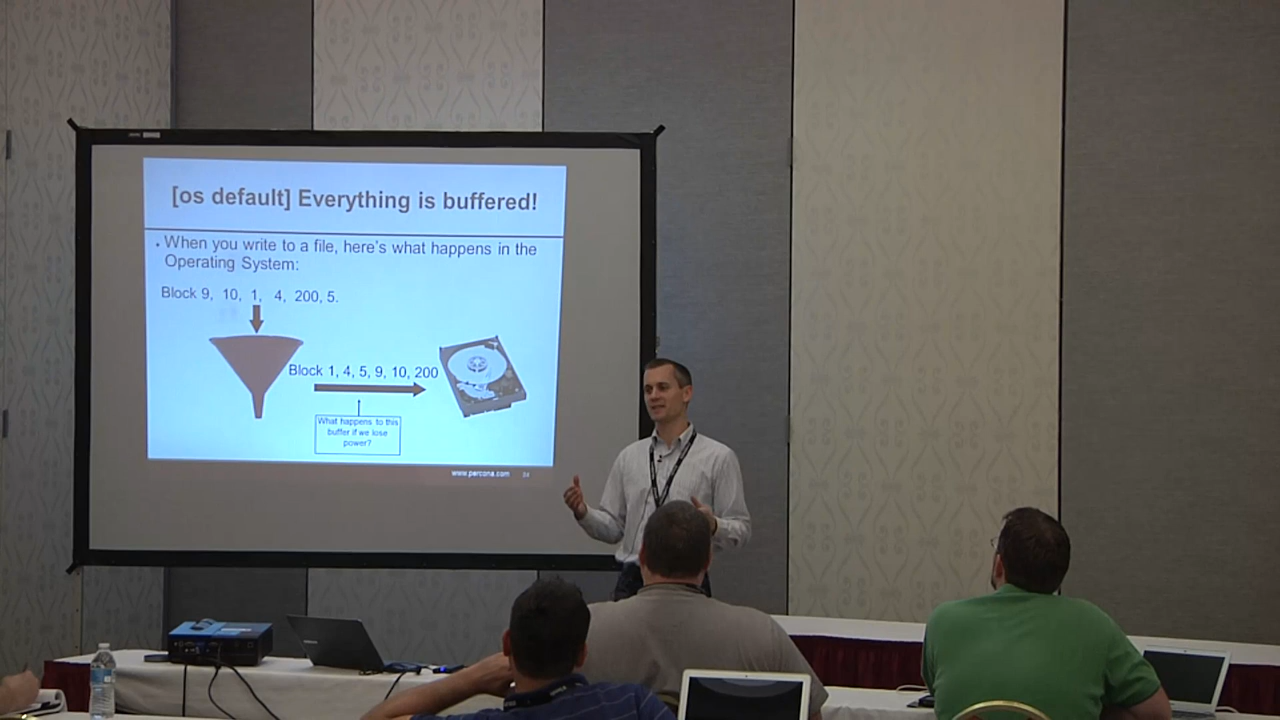 [os default] Everything is buffered!
• When you write to a file, here's what happens in the
Operating System:
Block 9, 10, 1, 4, 200, 5.
Block 1, 4, 5, 9, 10, 200
What happens to this
buffer if we lose
power?
www.percona.com 34